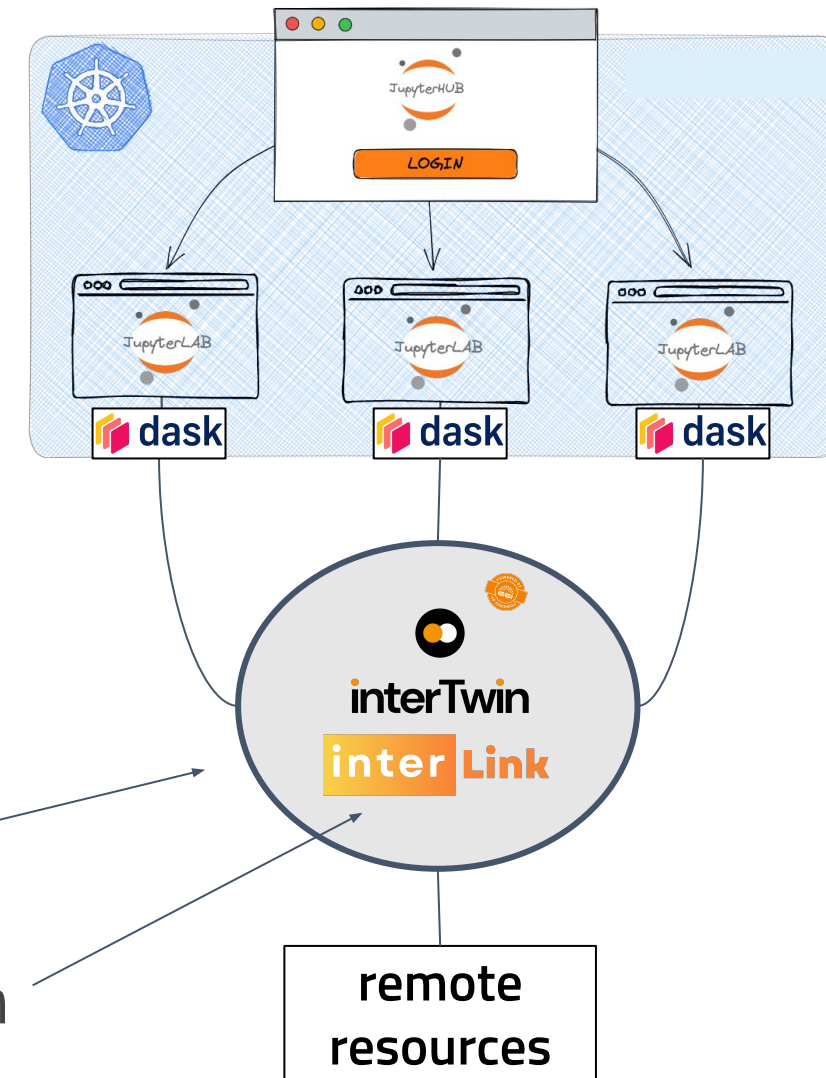 JupyterHUB
LOGIN
JupyterLAB
JupyterLAB
JupyterLAB
dask
dask
dask
interTwin
inter Link
remote
resources